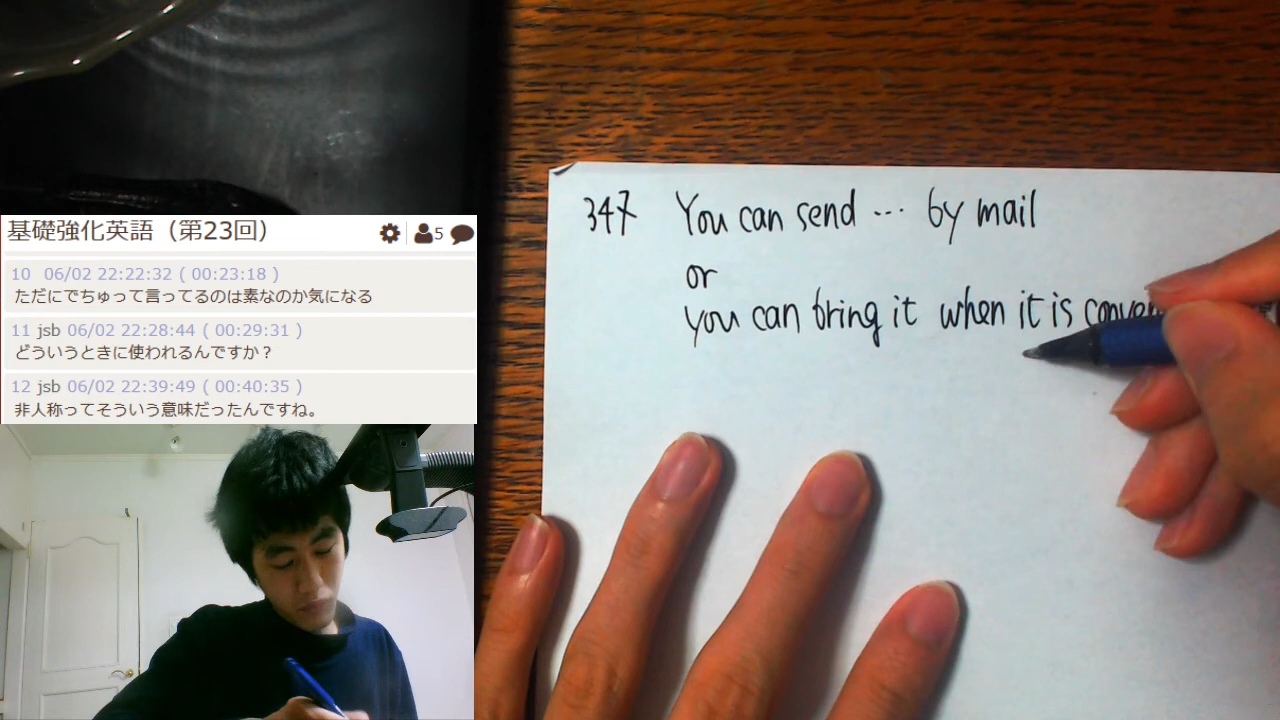 基礎強化英語（第23回）
5
10 06/02 22:22:32 ( 00:23:18 )
ただにでちゅって言ってるのは素なのか気になる
11 jsb 06/02 22:28:44 ( 00:29:31 )
どういうときに使われるんですか？
12 jsb 06/02 22:39:49 ( 00:40:35 )
非人称ってそういう意味だったんですね。
347 You can send ... by mail
or
you can bring it when it is